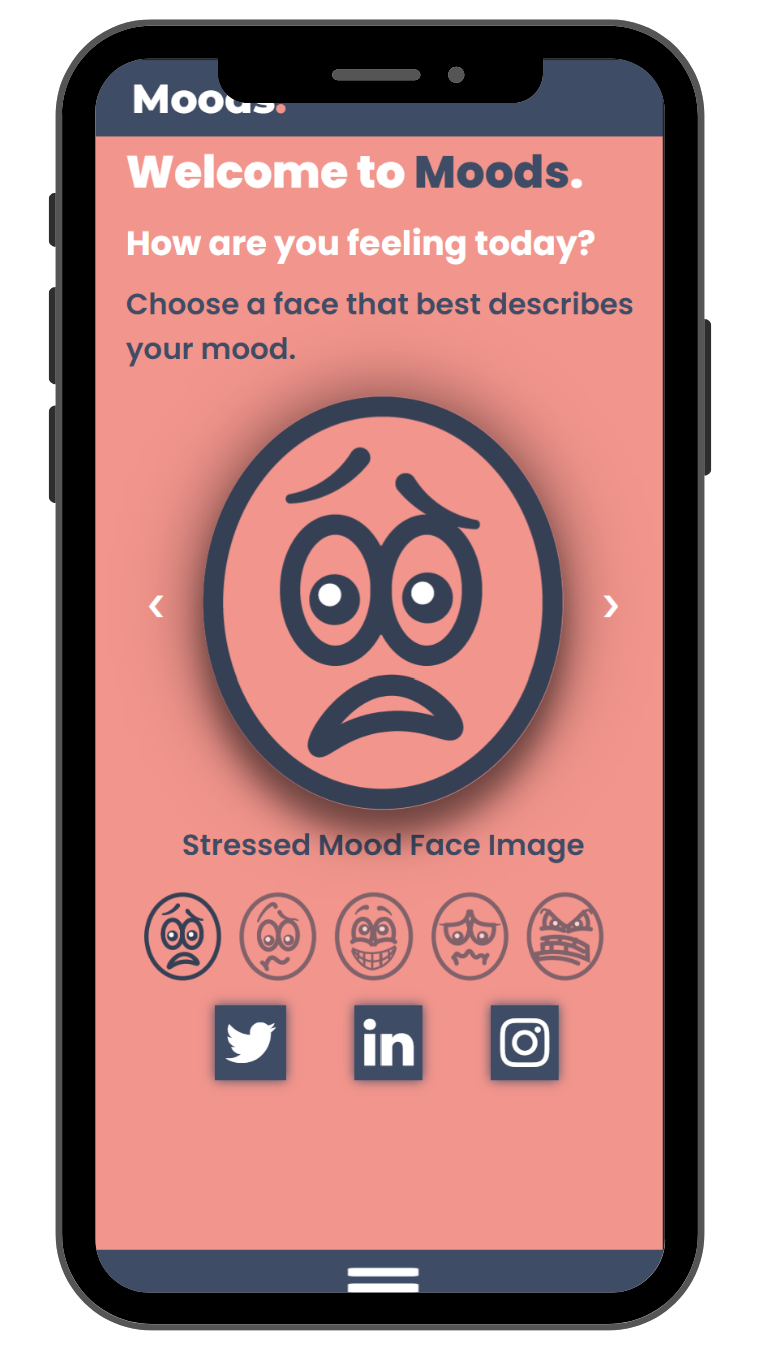 Moods.
Welcome to Moods.
How are you feeling today?
Choose a face that best describes
your mood.
Stressed Mood Face Image
in